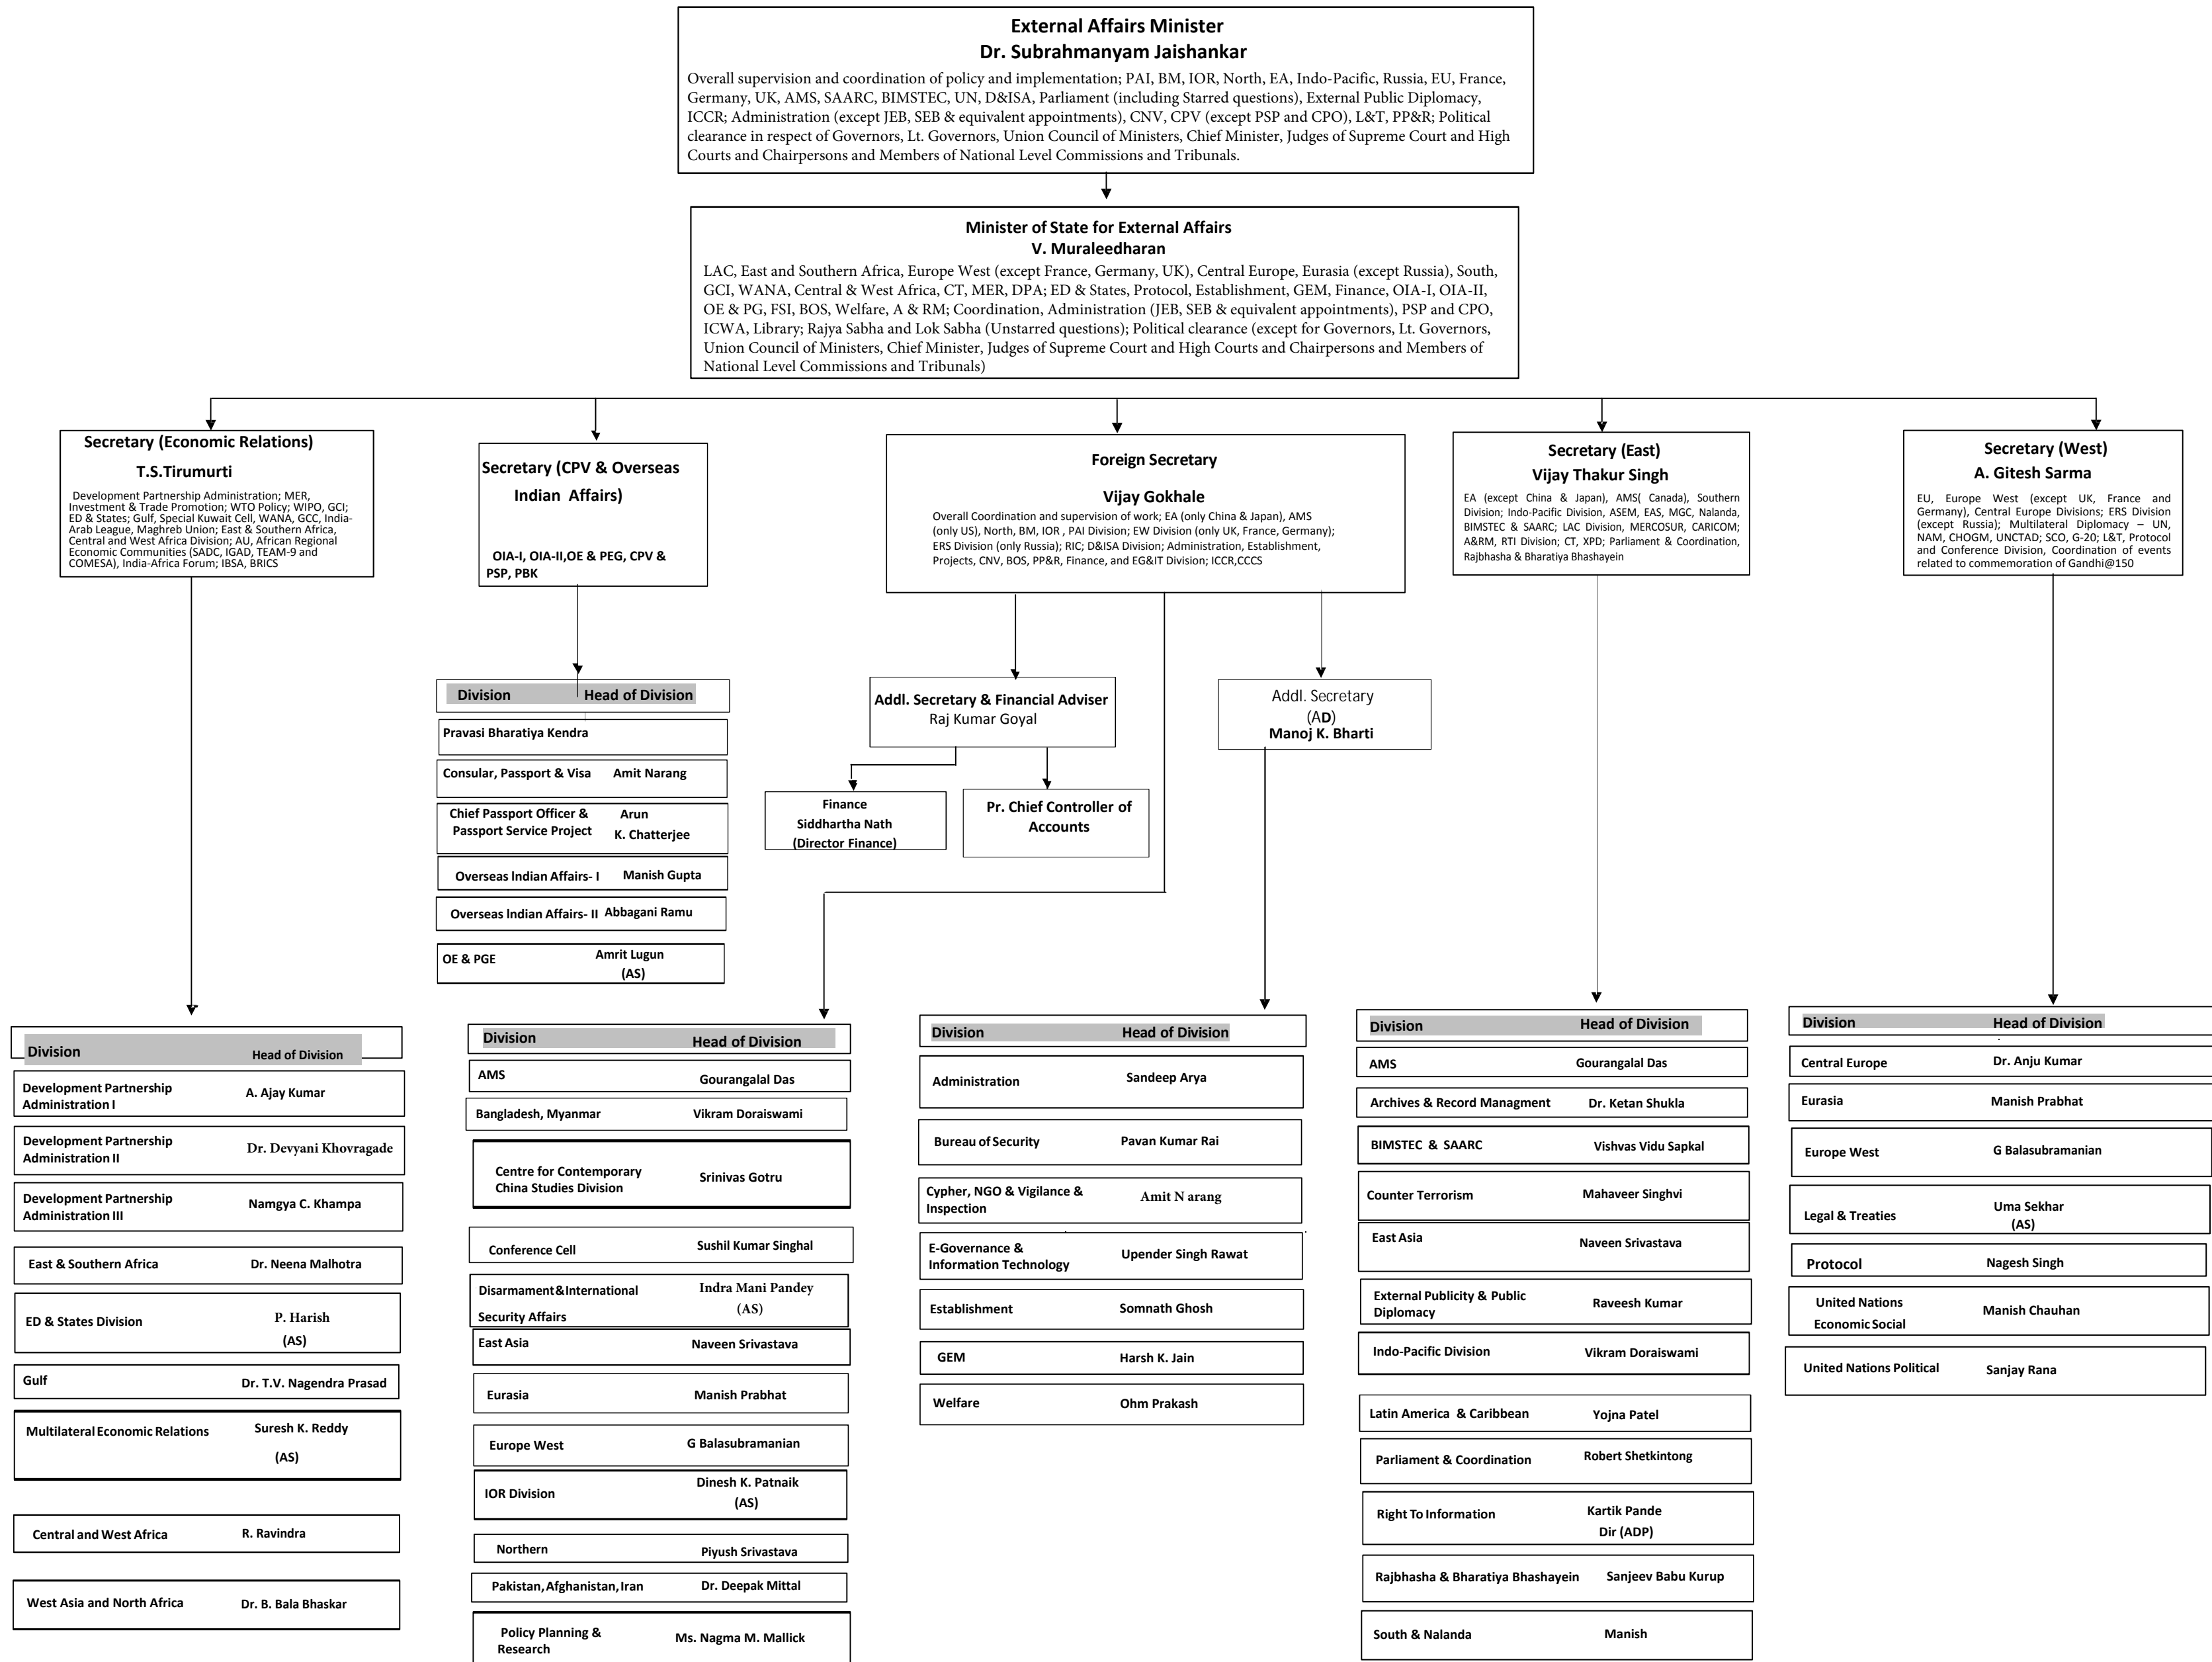 External Affairs Minister
Dr. Subrahmanyam Jaishankar
Overall supervision and coordination of policy and implementation; PAI, BM, IOR, North, EA, Indo-Pacific, Russia, EU, France,
Germany, UK, AMS, SAARC, BIMSTEC, UN, D&ISA, Parliament (including Starred questions), External Public Diplomacy,
ICCR; Administration (except JEB, SEB & equivalent appointments), CNV, CPV (except PSP and CPO), L&T, PP&R; Political
clearance in respect of Governors, Lt. Governors, Union Council of Ministers, Chief Minister, Judges of Supreme Court and High
Courts and Chairpersons and Members of National Level Commissions and Tribunals.
Minister of State for External Affairs
V. Muraleedharan
LAC, East and Southern Africa, Europe West (except France, Germany, UK), Central Europe, Eurasia (except Russia), South,
GCI, WANA, Central & West Africa, CT, MER, DPA; ED & States, Protocol, Establishment, GEM, Finance, OIA-I, OIA-II,
OE & PG, FSI, BOS, Welfare, A & RM; Coordination, Administration (JEB, SEB & equivalent appointments), PSP and CPO,
ICWA, Library; Rajya Sabha and Lok Sabha (Unstarred questions); Political clearance (except for Governors, Lt. Governors,
Union Council of Ministers, Chief Minister, Judges of Supreme Court and High Courts and Chairpersons and Members of
National Level Commissions and Tribunals)
Secretary (Economic Relations)
T.S.Tirumurti
Development Partnership Administration; MER,
Investment & Trade Promotion; WTO Policy; WIPO, GCI;
ED & States; Gulf, Special Kuwait Cell, WANA, GCC, India-
Arab League, Maghreb Union; East & Southern Africa,
Central and West Africa Division; AU, African Regional
Economic Communities (SADC, IGAD, TEAM-9 and
COMESA), India-Africa Forum; IBSA, BRICS
Secretary (CPV & Overseas
Indian Affairs)
OIA-I, OIA-II,OE & PEG, CPV &
PSP, PBK
Foreign Secretary
Vijay Gokhale
Overall Coordination and supervision of work; EA (only China & Japan), AMS
(only US), North, BM, IOR , PAI Division; EW Division (only UK, France, Germany);
ERS Division (only Russia); RIC; D&ISA Division; Administration, Establishment,
Projects, CNV, BOS, PP&R, Finance, and EG&IT Division; ICCR,CCCS
Secretary (East)
Vijay Thakur Singh
EA (except China & Japan), AMS( Canada), Southern
Division; Indo-Pacific Division, ASEM, EAS, MGC, Nalanda,
BIMSTEC & SAARC; LAC Division, MERCOSUR, CARICOM;
A&RM, RTI Division; CT, XPD; Parliament & Coordination,
Rajbhasha & Bharatiya Bhashayein
Secretary (West)
A. Gitesh Sarma
EU, Europe West (except UK, France and
Germany), Central Europe Divisions; ERS Division
(except Russia); Multilateral Diplomacy – UN,
NAM, CHOGM, UNCTAD; SCO, G-20; L&T, Protocol
and Conference Division, Coordination of events
related to commemoration of Gandhi@150
Division Head of Division
Pravasi Bharatiya Kendra
Consular, Passport & Visa Amit Narang
Chief Passport Officer & Arun
Passport Service Project K. Chatterjee
Overseas Indian Affairs- I Manish Gupta
Overseas Indian Affairs- II Abbagani Ramu
OE & PGE Amrit Lugun
(AS)
Addl. Secretary & Financial Adviser
Raj Kumar Goyal
Addl. Secretary
(AD)
Manoj K. Bharti
Finance
Siddhartha Nath
(Director Finance)
Pr. Chief Controller of
Accounts
Division Head of Division
Development Partnership
Administration I A. Ajay Kumar
Development Partnership
Administration II Dr. Devyani Khovragade
Development Partnership
Administration III Namgya C. Khampa
East & Southern Africa Dr. Neena Malhotra
ED & States Division P. Harish
(AS)
Gulf Dr. T.V. Nagendra Prasad
Multilateral Economic Relations Suresh K. Reddy
(AS)
Central and West Africa R. Ravindra
West Asia and North Africa Dr. B. Bala Bhaskar
Division Head of Division
AMS Gourangalal Das
Bangladesh, Myanmar Vikram Doraiswami
Centre for Contemporary
China Studies Division Srinivas Gotru
Conference Cell Sushil Kumar Singhal
Disarmament&International Indra Mani Pandey
Security Affairs (AS)
East Asia Naveen Srivastava
Eurasia Manish Prabhat
Europe West G Balasubramanian
IOR Division Dinesh K. Patnaik
(AS)
Northern Piyush Srivastava
Pakistan,Afghanistan,Iran Dr. Deepak Mittal
Policy Planning &
Research Ms. Nagma M. Mallick
Division Head of Division
Administration Sandeep Arya
Bureau of Security Pavan Kumar Rai
Cypher, NGO & Vigilance &
Inspection Amit N arang
E-Governance &
Information Technology Upender Singh Rawat
Establishment Somnath Ghosh
GEM Harsh K. Jain
Welfare Ohm Prakash
Division Head of Division
AMS Gourangalal Das
Archives & Record Managment Dr. Ketan Shukla
BIMSTEC & SAARC Vishvas Vidu Sapkal
Counter Terrorism Mahaveer Singhvi
East Asia Naveen Srivastava
External Publicity & Public
Diplomacy Raveesh Kumar
Indo-Pacific Division Vikram Doraiswami
Latin America & Caribbean Yojna Patel
Parliament & Coordination Robert Shetkintong
Right To Information Kartik Pande
Dir (ADP)
Rajbhasha & Bharatiya Bhashayein Sanjeev Babu Kurup
South & Nalanda Manish
Division Head of Division
Central Europe Dr. Anju Kumar
Eurasia Manish Prabhat
Europe West G Balasubramanian
Legal & Treaties Uma Sekhar
(AS)
Protocol Nagesh Singh
United Nations
Economic Social Manish Chauhan
United Nations Political Sanjay Rana